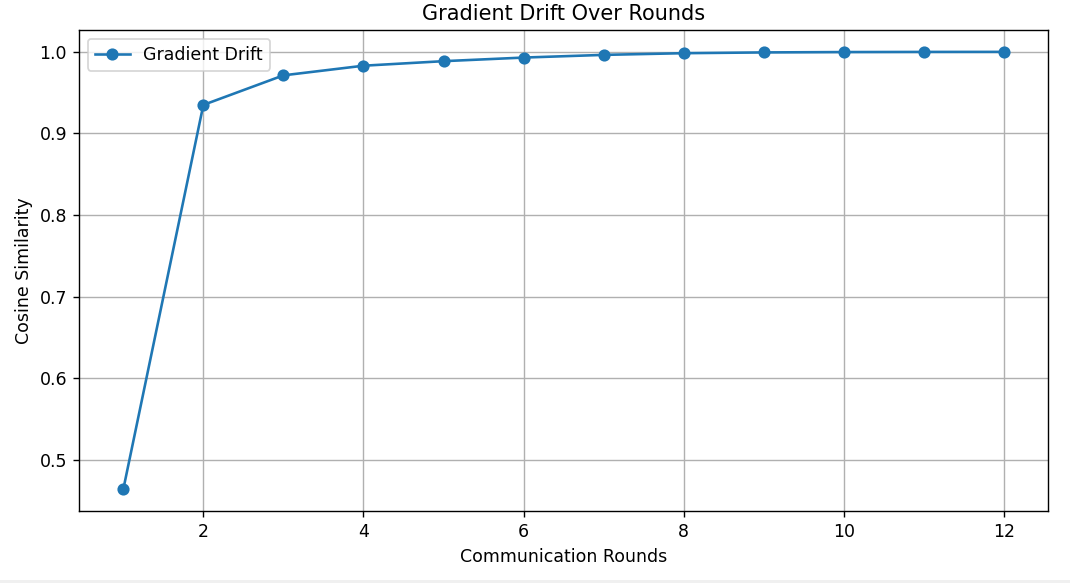 Gradient Drift Over Rounds
Gradient Drift
1.0
0.9
0.8
0.7
0.6
0.5
Cosine Similarity
2 4 6 8 10 12
Communication Rounds